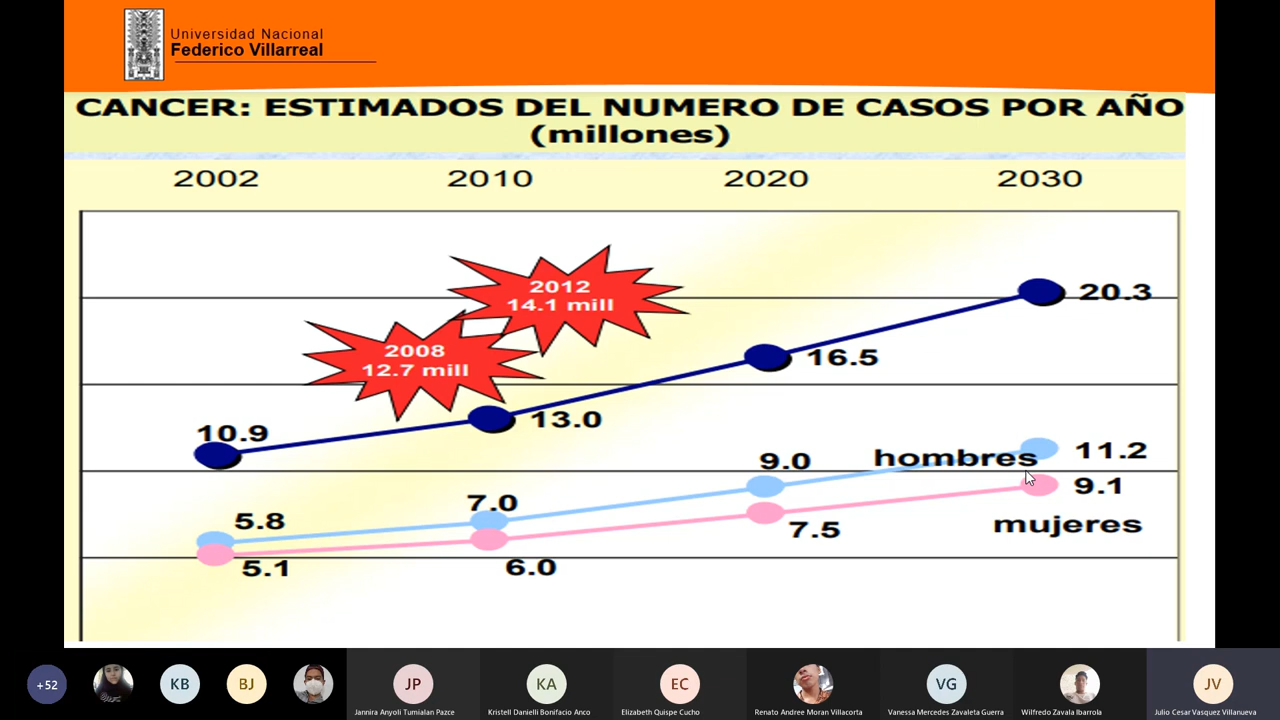 Universidad Nacional
Federico Villarreal
CANCER: ESTIMADOS DEL NUMERO DE CASOS POR AÑO
(millones)
2002 2010 2020 2030
2012
14.1 mill
20.3
2008
12.7 mill
16.5
13.0
10.9
hombres
11.2
9.0
9.1
7.0
5.8
mujeres
7.5
6.0
5.1
+52
KB
BJ
JP
KA
EC
VG
JV
Jannira Anyoli Tumialan Pazce
Kristell Danielli Bonifacio Anco
Elizabeth Quispe Cucho
Renato Andree Moran Villacorta
Vanessa Mercedes Zavaleta Guerra
Wilfredo Zavala Ibarrola
Julio Cesar Vasquez Villanueva